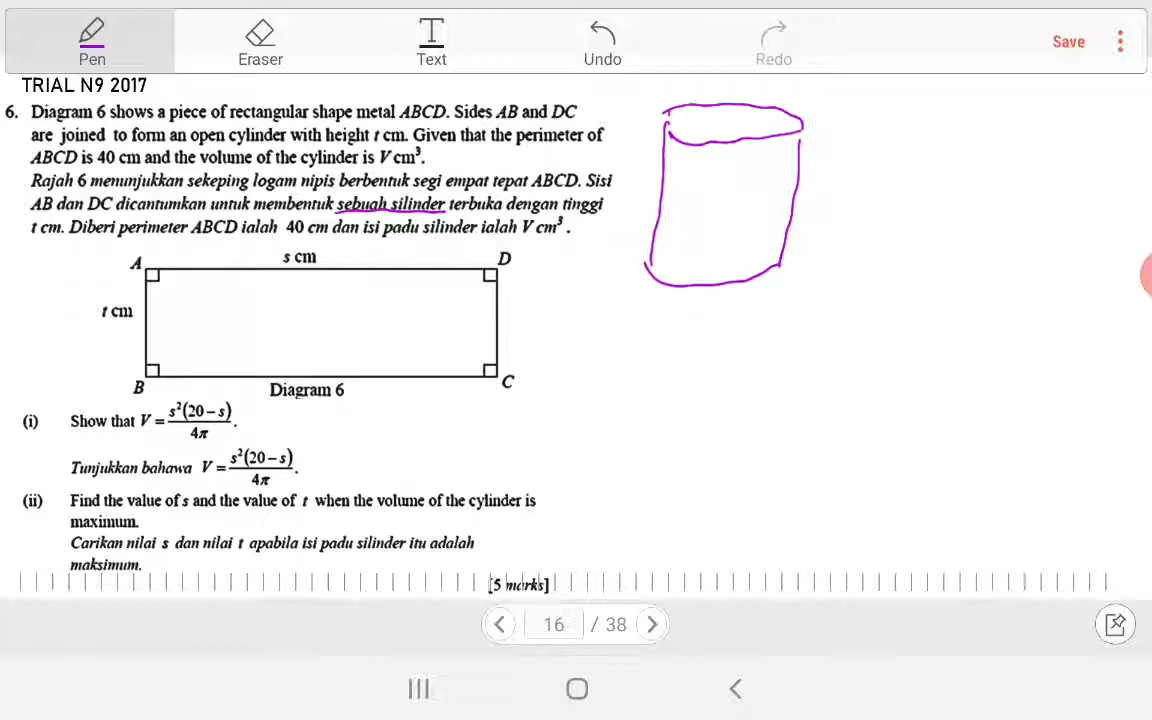 Pen
Eraser
Text
Undo
Redo
Save
TRIAL N9 2017
6. Diagram 6 shows a piece of rectangular shape metal ABCD. Sides AB and DC
are joined to form an open cylinder with height t cm. Given that the perimeter of
ABCD is 40 cm and the volume of the cylinder is V cm³.
Rajah 6 menunjukkan sekeping logam nipis berbentuk segi empat tepat ABCD. Sisi
AB dan DC dicantumkan untuk membentuk sebuah silinder terbuka dengan tinggi
t cm. Diberi perimeter ABCD ialah 40 cm dan isi padu silinder ialah V cm³.
A
s cm
D
t cm
B
Diagram 6
C
(i) Show that V = s²(20 – s)/4π.
Tunjukkan bahawa V = s²(20 – s)/4π.
(ii) Find the value of s and the value of t when the volume of the cylinder is
maximum.
Carikan nilai s dan nilai t apabila isi padu silinder itu adalah
maksimum.
[5 marks]
16 / 38